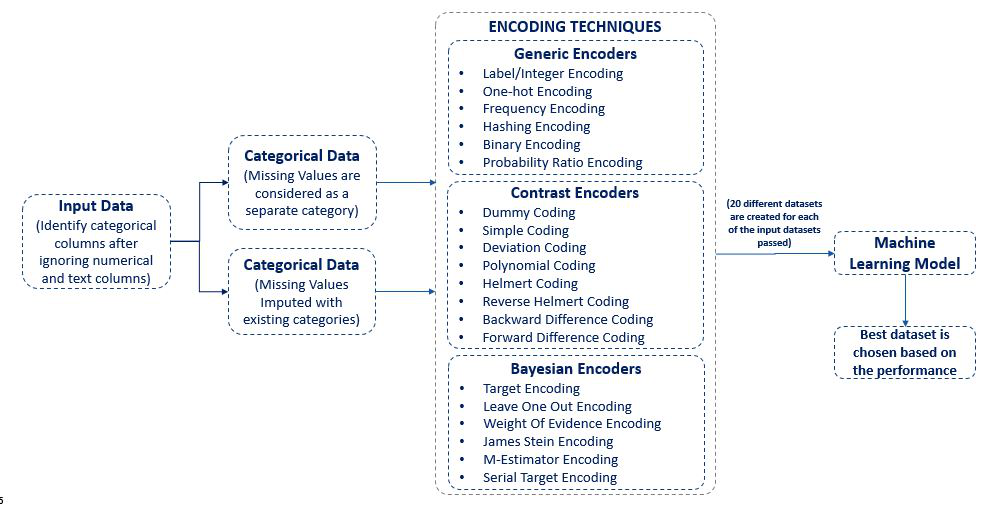 ENCODING TECHNIQUES
Generic Encoders
• Label/Integer Encoding
• One-hot Encoding
• Frequency Encoding
• Hashing Encoding
• Binary Encoding
• Probability Ratio Encoding
Categorical Data
(Missing Values are
considered as a
separate category)
Input Data
(Identify categorical
columns after
ignoring numerical
and text columns)
Categorical Data
(Missing Values
Imputed with
existing categories)
Contrast Encoders
• Dummy Coding
• Simple Coding
• Deviation Coding
• Polynomial Coding
• Helmert Coding
• Reverse Helmert Coding
• Backward Difference Coding
• Forward Difference Coding
(20 different datasets
are created for each
of the input datasets
passed)
Machine
Learning Model
Best dataset is
chosen based on
the performance
Bayesian Encoders
• Target Encoding
• Leave One Out Encoding
• Weight Of Evidence Encoding
• James Stein Encoding
• M-Estimator Encoding
• Serial Target Encoding